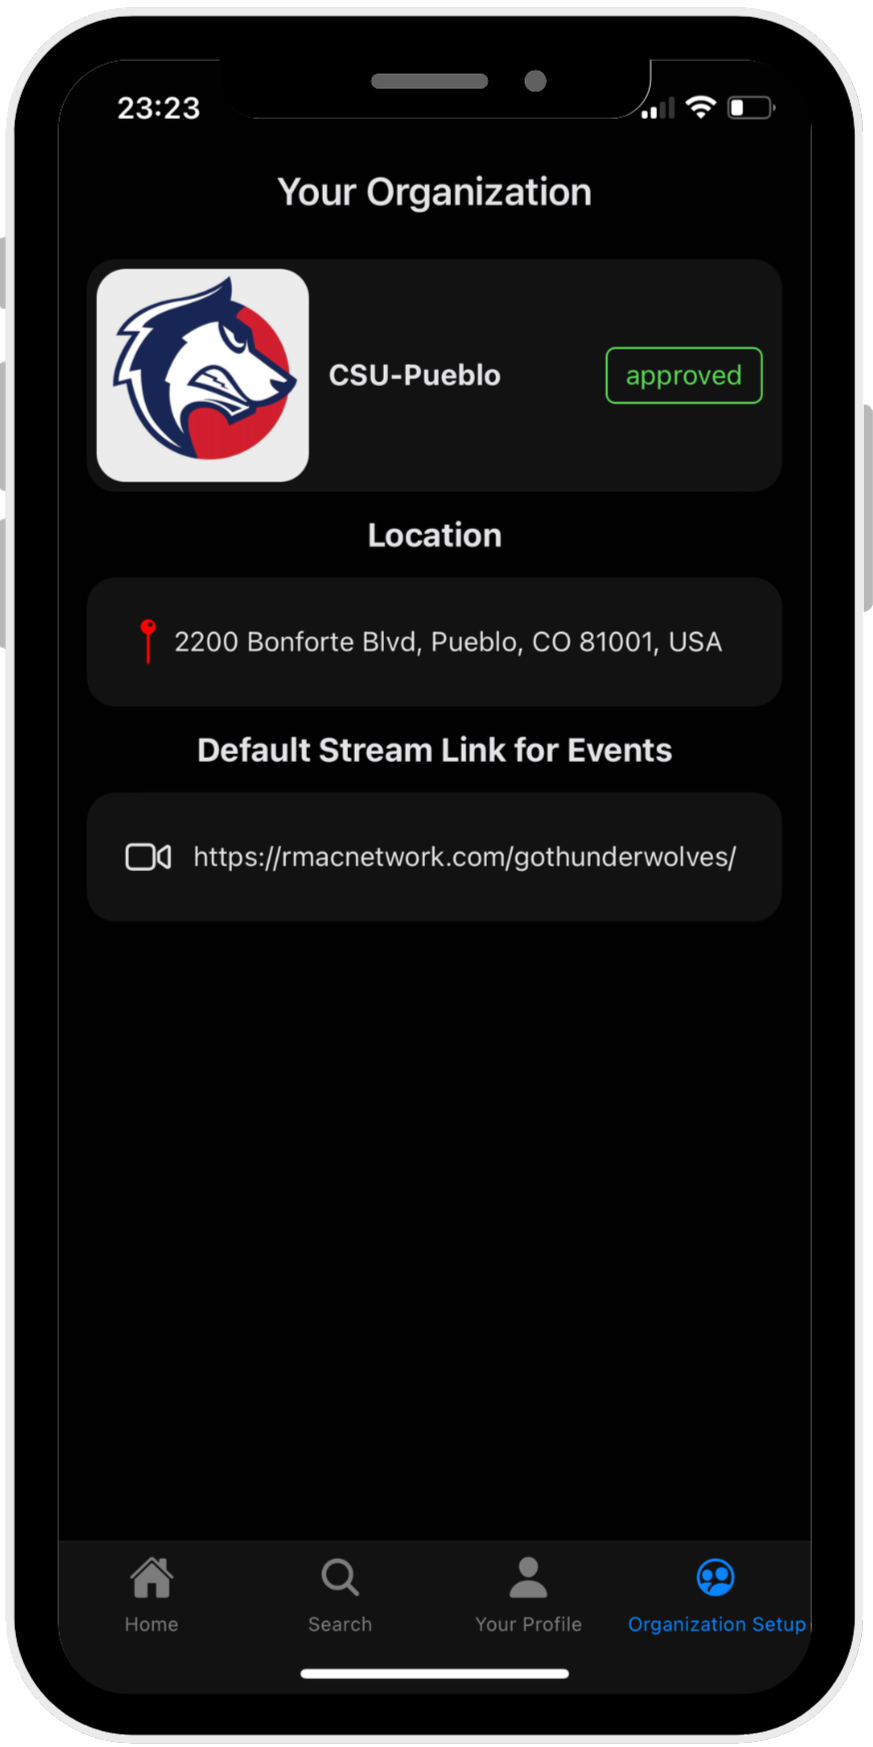 23:23
Your Organization
CSU-Pueblo
approved
Location
2200 Bonforte Blvd, Pueblo, CO 81001, USA
Default Stream Link for Events
https://rmacnetwork.com/gothunderwolves/
Home
Search
Your Profile
Organization Setup